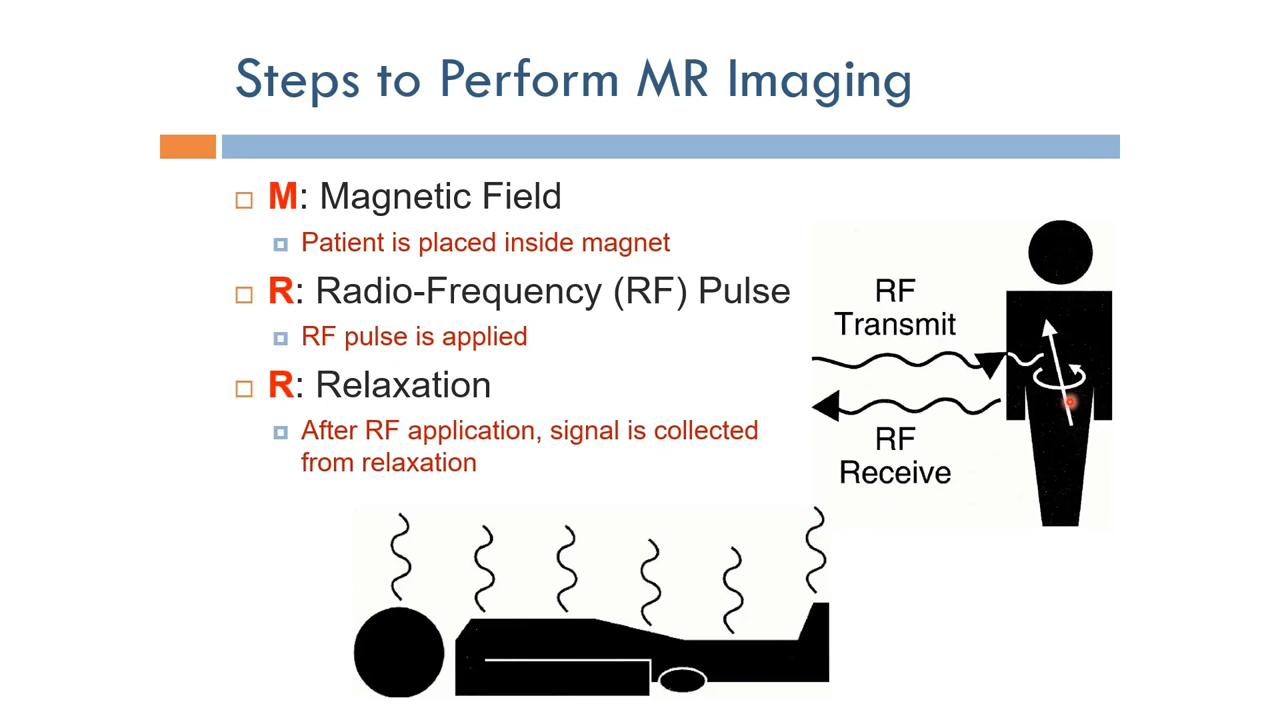 Steps to Perform MR Imaging
M: Magnetic Field
Patient is placed inside magnet
R: Radio-Frequency (RF) Pulse
RF pulse is applied
R: Relaxation
After RF application, signal is collected
from relaxation
RF
Transmit
RF
Receive